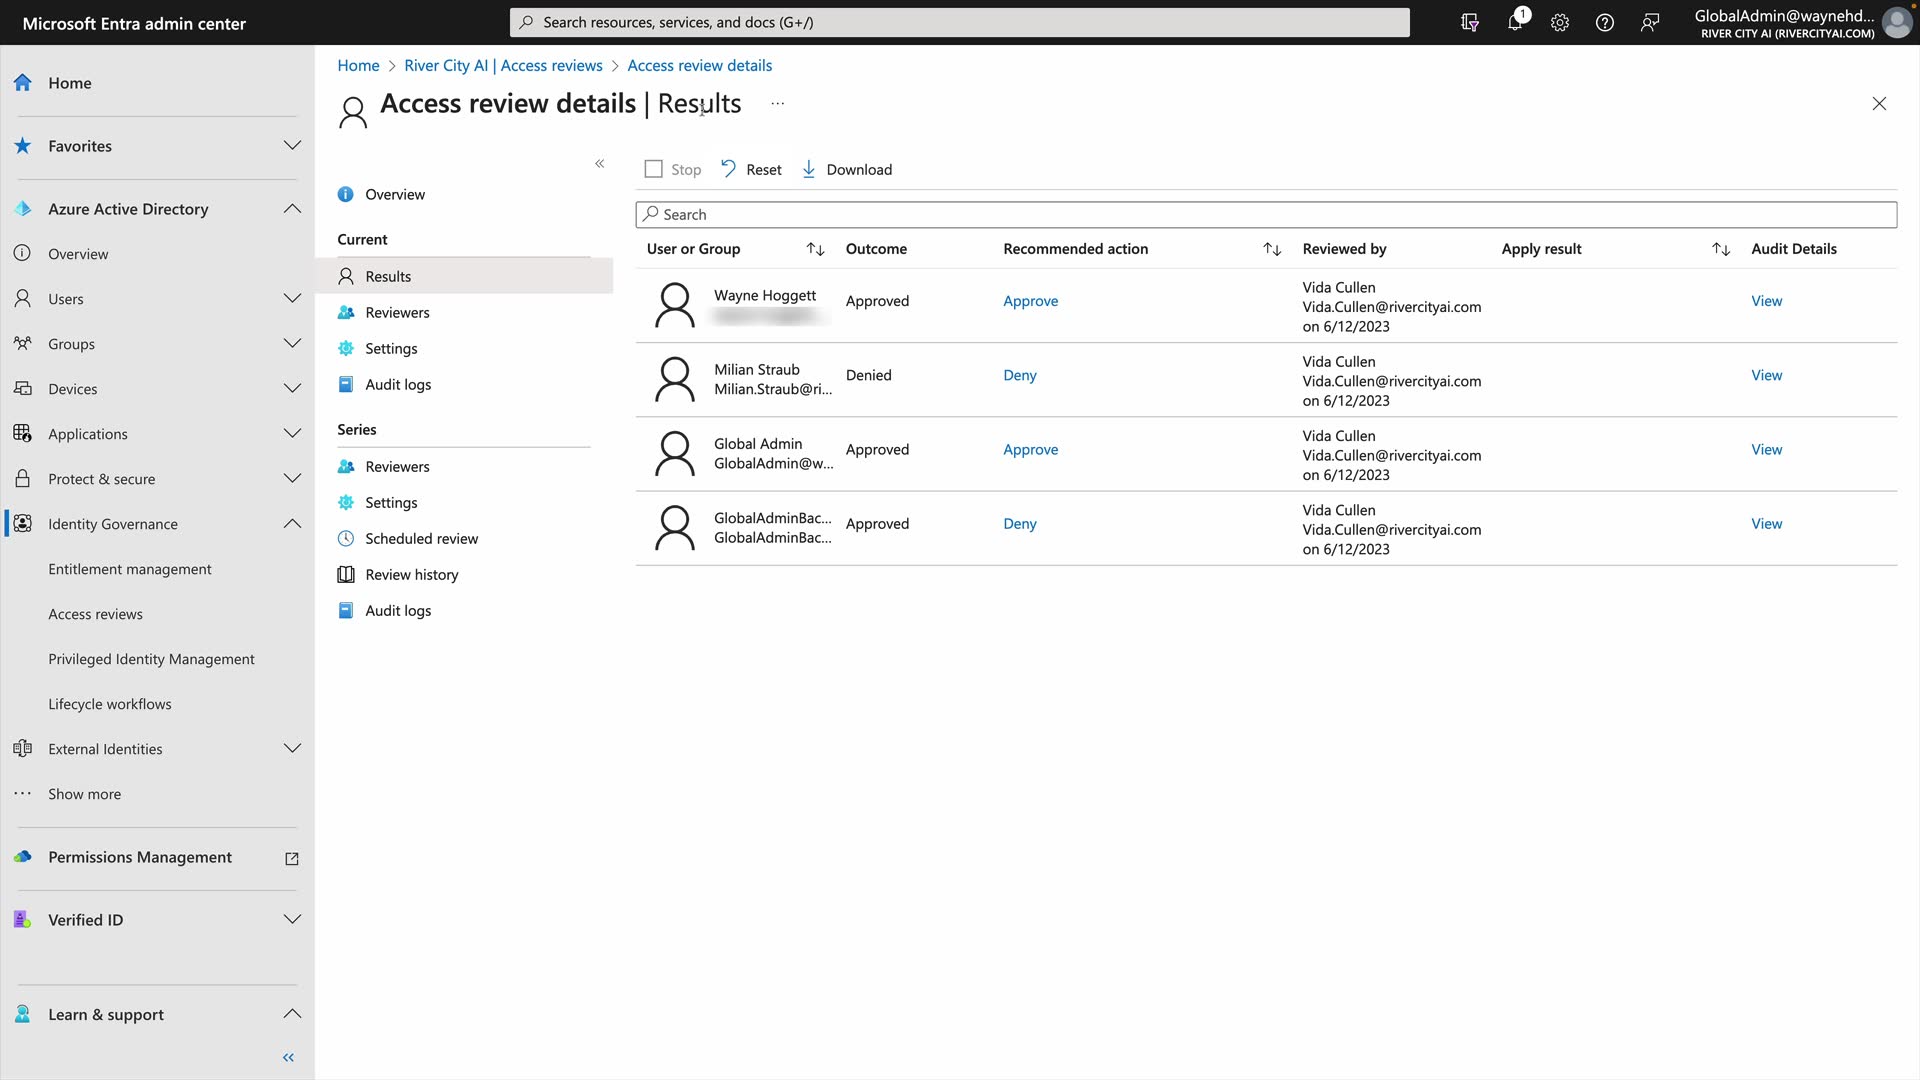 Microsoft Entra admin center
Search resources, services, and docs (G+/)
1
GlobalAdmin@waynehd...
RIVER CITY AI (RIVERCITYAI.COM)
Home
Favorites
Azure Active Directory
Overview
Users
Groups
Devices
Applications
Protect & secure
Identity Governance
Entitlement management
Access reviews
Privileged Identity Management
Lifecycle workflows
External Identities
Show more
Permissions Management
Verified ID
Learn & support
Home > River City AI | Access reviews > Access review details
Access review details | Results ...
Overview
Current
Results
Reviewers
Settings
Audit logs
Series
Reviewers
Settings
Scheduled review
Review history
Audit logs
Stop Reset Download
Search
User or Group Outcome Recommended action Reviewed by Apply result Audit Details
Wayne Hoggett
Approved Approve
Vida Cullen
Vida.Cullen@rivercityai.com
on 6/12/2023
View
Milian Straub
Milian.Straub@ri...
Denied Deny
Vida Cullen
Vida.Cullen@rivercityai.com
on 6/12/2023
View
Global Admin
GlobalAdmin@w...
Approved Approve
Vida Cullen
Vida.Cullen@rivercityai.com
on 6/12/2023
View
GlobalAdminBac...
GlobalAdminBac...
Approved Deny
Vida Cullen
Vida.Cullen@rivercityai.com
on 6/12/2023
View